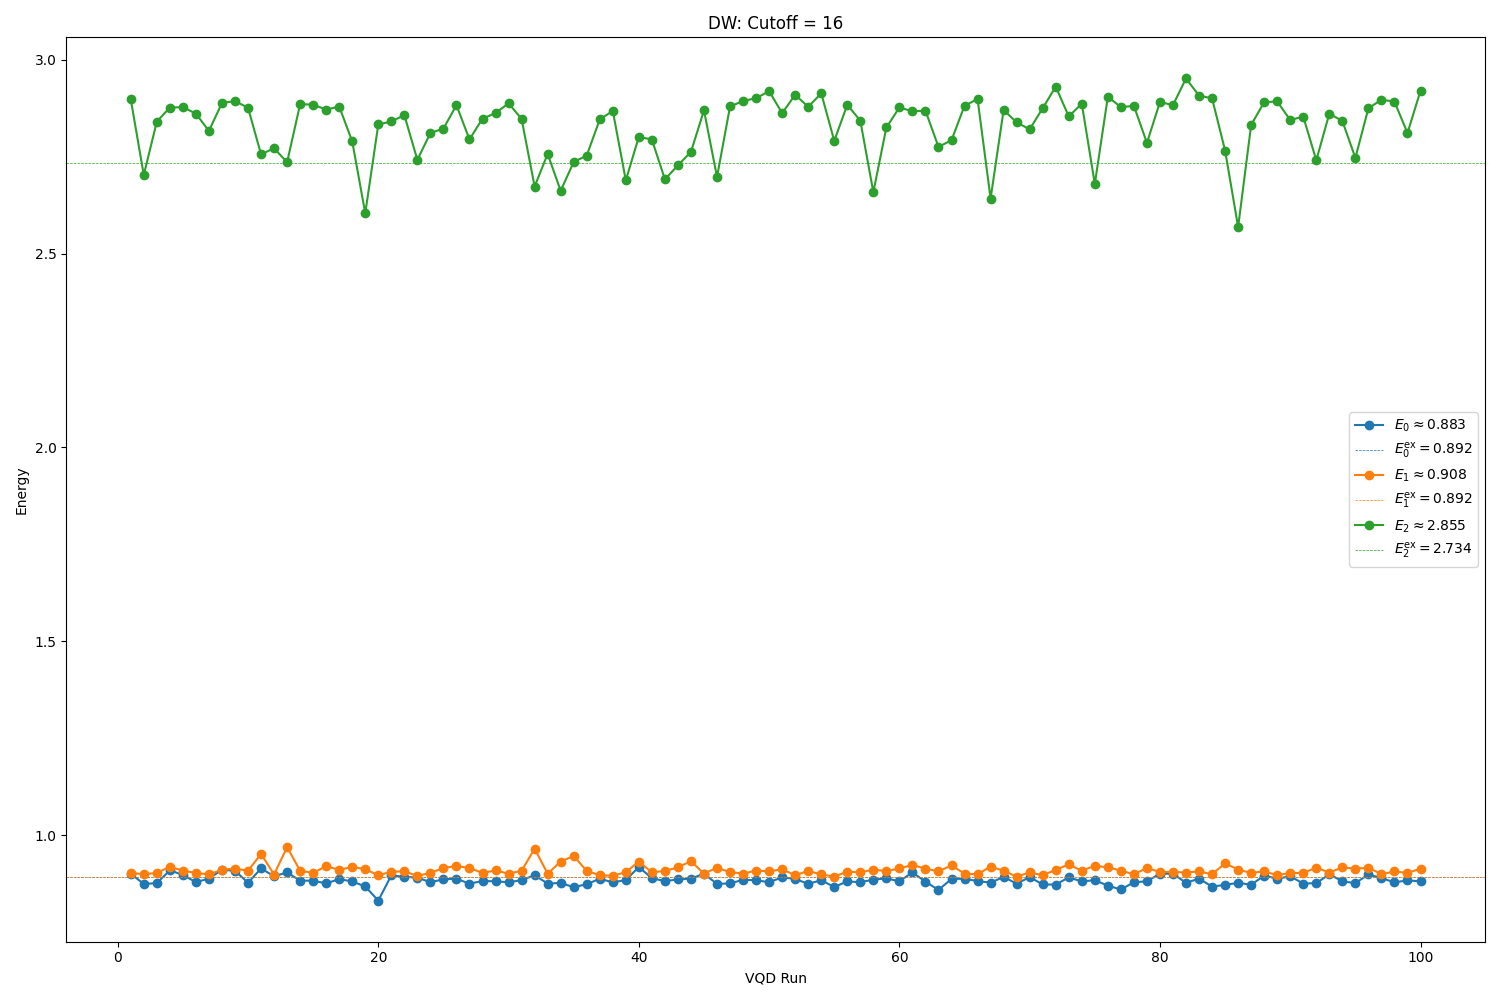 DW: Cutoff = 16
3.0
2.5
2.0
1.5
1.0
Energy
E₀ ≈ 0.883
E₀ᵉˣ = 0.892
E₁ ≈ 0.908
E₁ᵉˣ = 0.892
E₂ ≈ 2.855
E₂ᵉˣ = 2.734
0 20 40 60 80 100
VQD Run